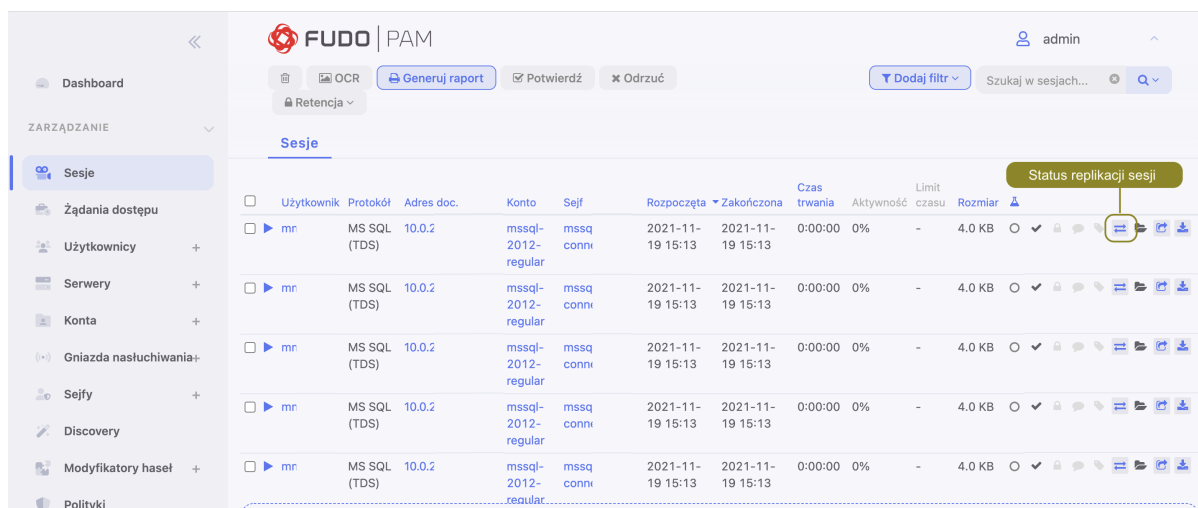 FUDO PAM
admin
Dashboard
OCR Generuj raport Potwierdź Odrzuć Dodaj filtr Szukaj w sesjach...
Retencja
ZARZĄDZANIE
Sesje
Sesje
Status replikacji sesji
Żądania dostępu
Użytkownicy
Serwery
Konta
Gniazda nasłuchiwania
Sejfy
Discovery
Modyfikatory haseł
Polityki
Użytkownik Protokół Adres doc. Konto Sejf Rozpoczęta Zakończona Czas trwania Aktywność Limit czasu Rozmiar
MS SQL 10.0.2 mssql- mssq 2021-11- 2021-11- 0:00:00 0% - 4.0 KB
(TDS) 2012- conn 19 15:13 19 15:13
regular
MS SQL 10.0.2 mssql- mssq 2021-11- 2021-11- 0:00:00 0% - 4.0 KB
(TDS) 2012- conn 19 15:13 19 15:13
regular
MS SQL 10.0.2 mssql- mssq 2021-11- 2021-11- 0:00:00 0% - 4.0 KB
(TDS) 2012- conn 19 15:13 19 15:13
regular
MS SQL 10.0.2 mssql- mssq 2021-11- 2021-11- 0:00:00 0% - 4.0 KB
(TDS) 2012- conn 19 15:13 19 15:13
regular
MS SQL 10.0.2 mssql- mssq 2021-11- 2021-11- 0:00:00 0% - 4.0 KB
(TDS) 2012- conn 19 15:13 19 15:13
regular